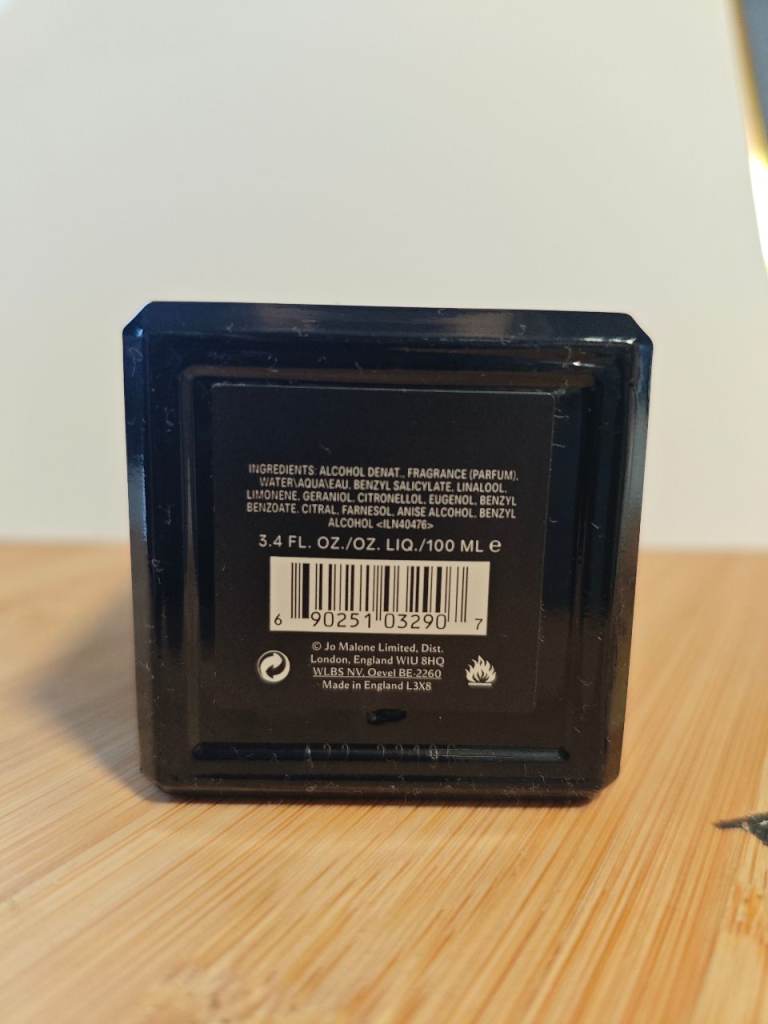 INGREDIENTS: ALCOHOL DENAT., FRAGRANCE (PARFUM),
WATER\AQUA\EAU, BENZYL SALICYLATE, LINALOOL,
LIMONENE, GERANIOL, CITRONELLOL, EUGENOL, BENZYL
BENZOATE, CITRAL, FARNESOL, ANISE ALCOHOL, BENZYL
ALCOHOL <ILN40476>
3.4 FL. OZ./OZ. LIQ./100 ML e
6 90251 03290 7
© Jo Malone Limited, Dist.
London, England W1U 8HQ
WLBS NV, Oevel BE-2260
Made in England L3X8